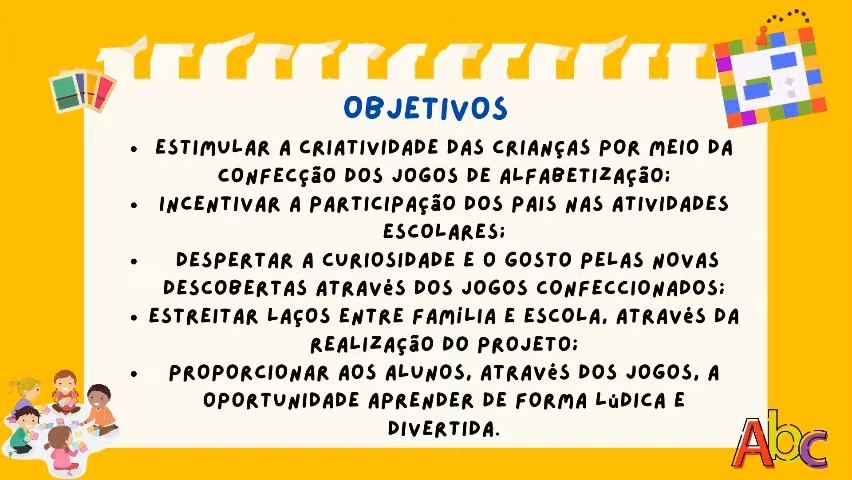 OBJETIVOS
• ESTIMULAR A CRIATIVIDADE DAS CRIANÇAS POR MEIO DA
CONFECÇÃO DOS JOGOS DE ALFABETIZAÇÃO;
• INCENTIVAR A PARTICIPAÇÃO DOS PAIS NAS ATIVIDADES
ESCOLARES;
• DESPERTAR A CURIOSIDADE E O GOSTO PELAS NOVAS
DESCOBERTAS ATRAVÉS DOS JOGOS CONFECCIONADOS;
• ESTREITAR LAÇOS ENTRE FAMÍLIA E ESCOLA, ATRAVÉS DA
REALIZAÇÃO DO PROJETO;
• PROPORCIONAR AOS ALUNOS, ATRAVÉS DOS JOGOS, A
OPORTUNIDADE APRENDER DE FORMA LÚDICA E
DIVERTIDA.
Abc